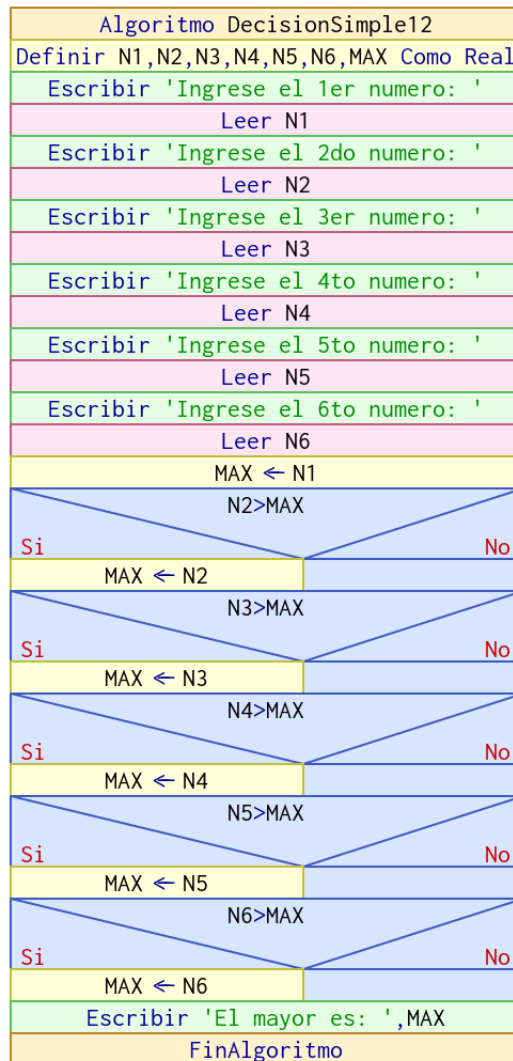 Algoritmo DecisionSimple12
Definir N1,N2,N3,N4,N5,N6,MAX Como Real
Escribir 'Ingrese el 1er numero: '
Leer N1
Escribir 'Ingrese el 2do numero: '
Leer N2
Escribir 'Ingrese el 3er numero: '
Leer N3
Escribir 'Ingrese el 4to numero: '
Leer N4
Escribir 'Ingrese el 5to numero: '
Leer N5
Escribir 'Ingrese el 6to numero: '
Leer N6
MAX ← N1
N2>MAX
Si No
MAX ← N2
N3>MAX
Si No
MAX ← N3
N4>MAX
Si No
MAX ← N4
N5>MAX
Si No
MAX ← N5
N6>MAX
Si No
MAX ← N6
Escribir 'El mayor es: ',MAX
FinAlgoritmo